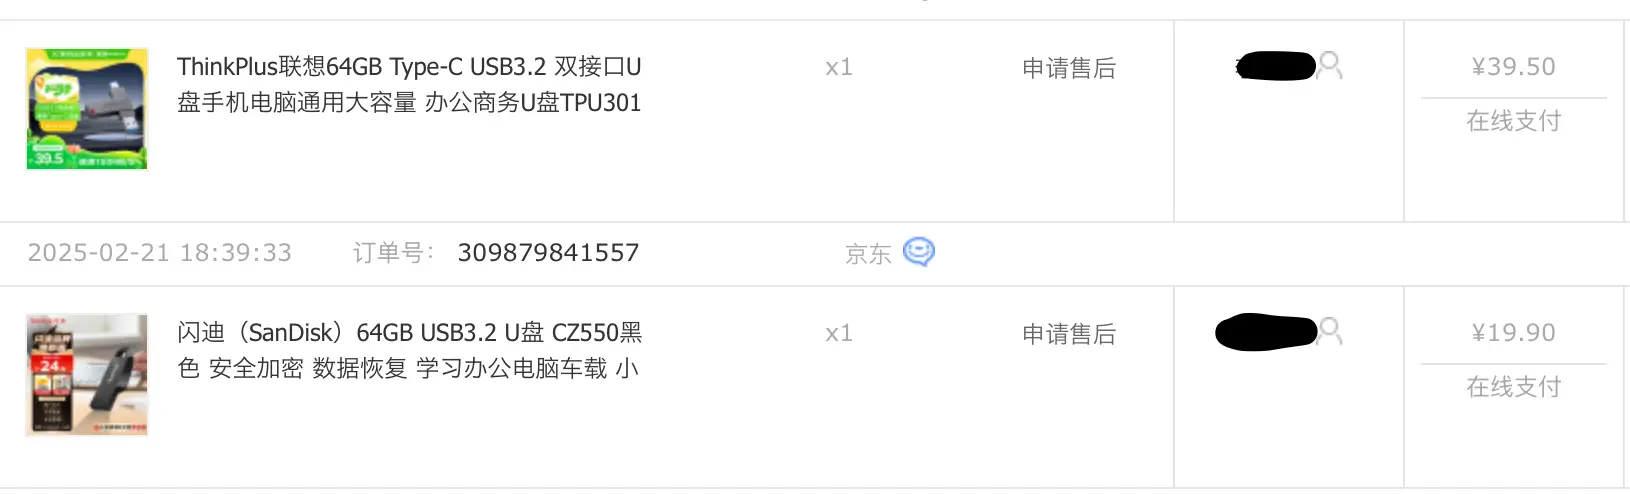 ThinkPlus联想64GB Type-C USB3.2 双接口U
盘手机电脑通用大容量 办公商务U盘TPU301
x1
申请售后
¥39.50
在线支付
39.5
2025-02-21 18:39:33
订单号：
309879841557
京东
闪迪（SanDisk）64GB USB3.2 U盘 CZ550黑
色 安全加密 数据恢复 学习办公电脑车载 小
x1
申请售后
¥19.90
在线支付
24